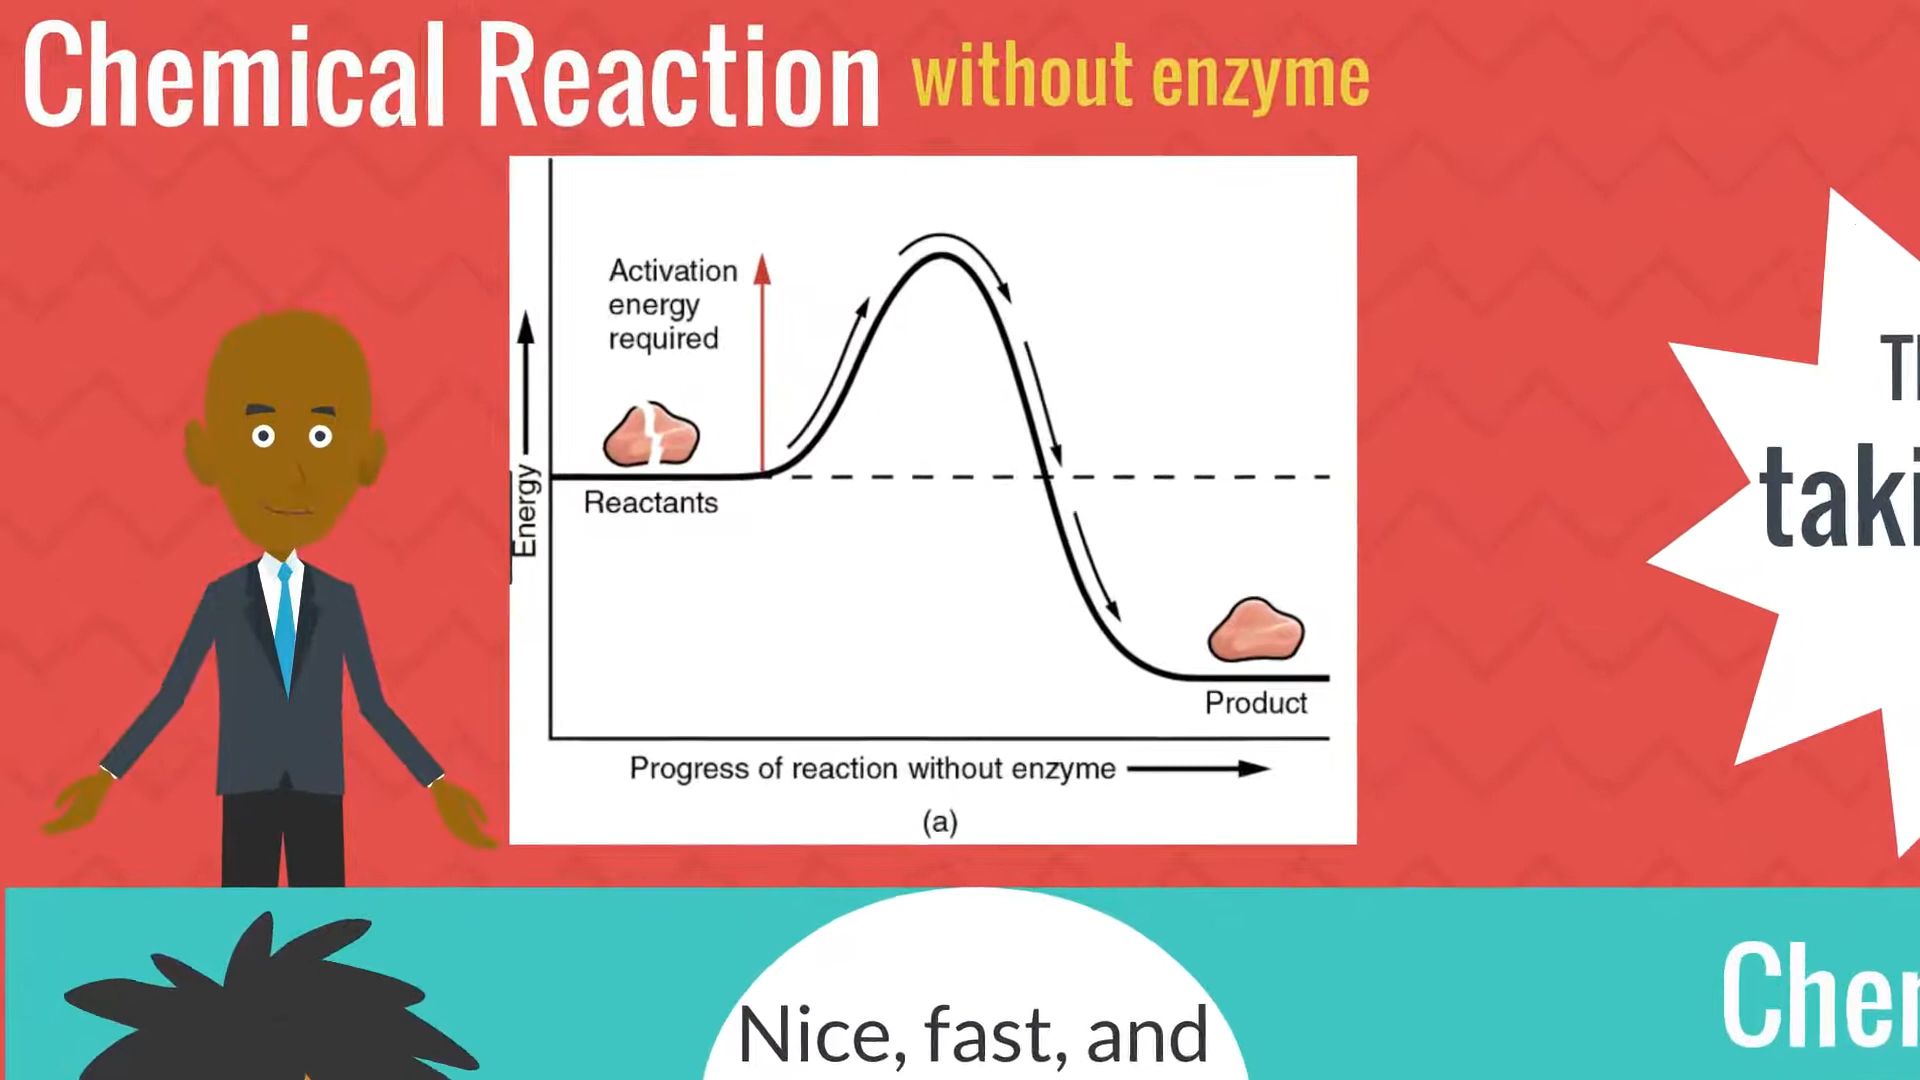 Chemical Reaction without enzyme
Activation
energy
required
Energy
Reactants
Product
Progress of reaction without enzyme
(a)
Nice, fast, and